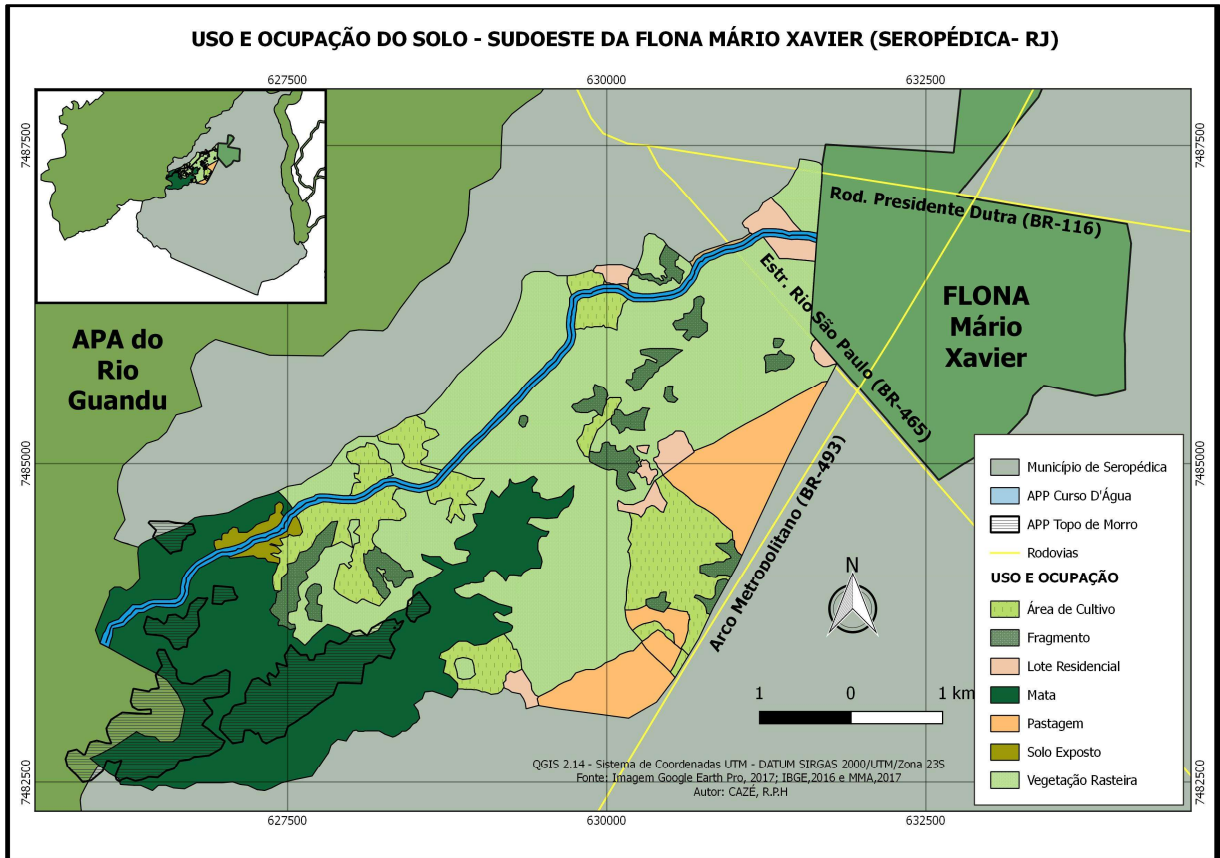 USO E OCUPAÇÃO DO SOLO - SUDOESTE DA FLONA MÁRIO XAVIER (SEROPÉDICA- RJ)
627500
630000
632500
7487500
7487500
Rod. Presidente Dutra (BR-116)
Estr. Rio São Paulo (BR-465)
FLONA
Mário
Xavier
APA do
Rio
Guandu
7485000
7485000
Arco Metropolitano (BR-493)
N
1
0
1 km
Município de Seropédica
APP Curso D'Água
APP Topo de Morro
Rodovias
USO E OCUPAÇÃO
Área de Cultivo
Fragmento
Lote Residencial
Mata
Pastagem
Solo Exposto
Vegetação Rasteira
QGIS 2.14 - Sistema de Coordenadas UTM - DATUM SIRGAS 2000/UTM/Zona 23S
Fonte: Imagem Google Earth Pro, 2017; IBGE,2016 e MMA,2017
Autor: CAZÉ, R.P.H
7482500
7482500
627500
630000
632500